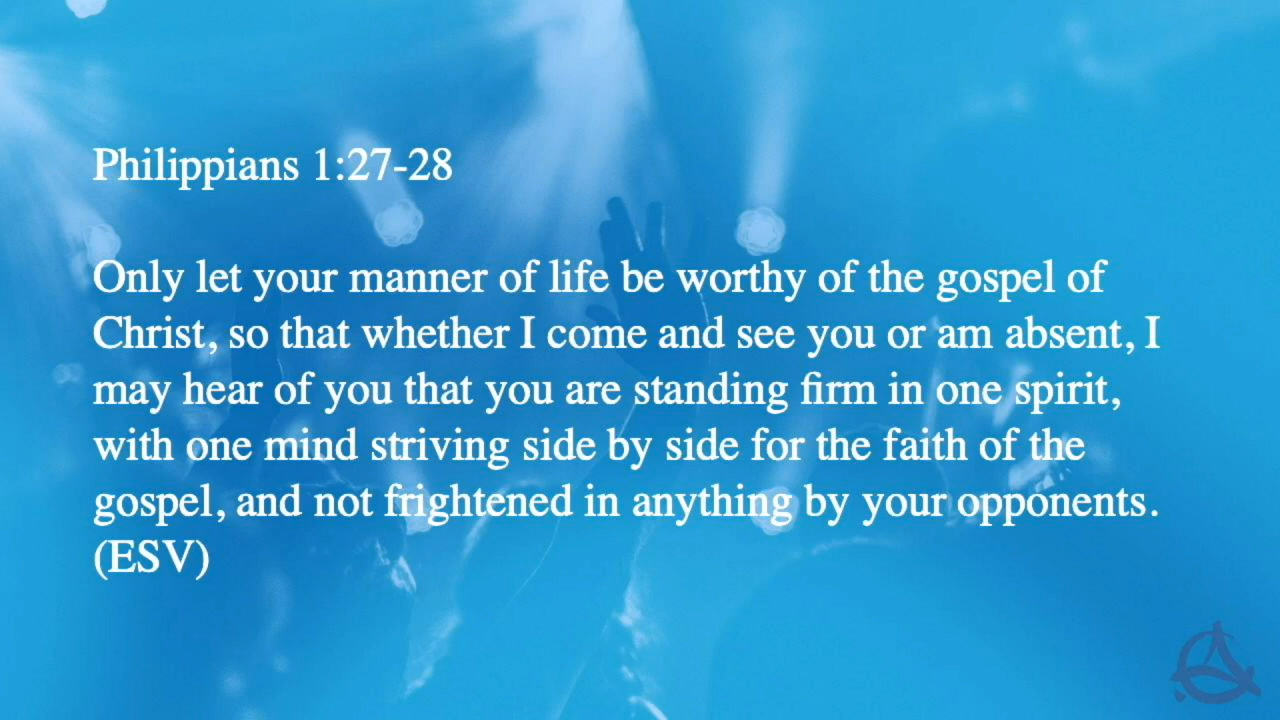 Philippians 1:27-28
Only let your manner of life be worthy of the gospel of
Christ, so that whether I come and see you or am absent, I
may hear of you that you are standing firm in one spirit,
with one mind striving side by side for the faith of the
gospel, and not frightened in anything by your opponents.
(ESV)